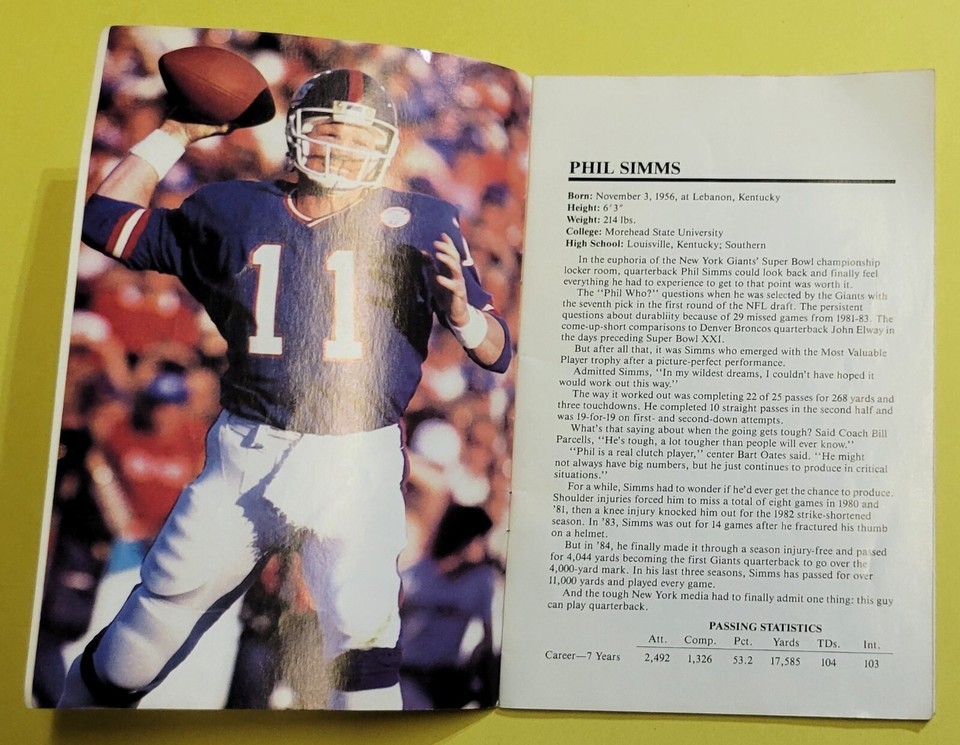 11
PHIL SIMMS
Born: November 3, 1956, at Lebanon, Kentucky
Height: 6'3"
Weight: 214 lbs.
College: Morehead State University
High School: Louisville, Kentucky; Southern
In the euphoria of the New York Giants' Super Bowl championship
locker room, quarterback Phil Simms could look back and finally feel
everything he had to experience to get to that point was worth it.
The "Phil Who?" questions when he was selected by the Giants with
the seventh pick in the first round of the NFL draft. The persistent
questions about durability because of 29 missed games from 1981-83. The
come-up-short comparisons to Denver Broncos quarterback John Elway in
the days preceding Super Bowl XXI.
But after all that, it was Simms who emerged with the Most Valuable
Player trophy after a picture-perfect performance.
Admitted Simms, "In my wildest dreams, I couldn't have hoped it
would work out this way."
The way it worked out was completing 22 of 25 passes for 268 yards and
three touchdowns. He completed 10 straight passes in the second half and
was 19-for-19 on first- and second-down attempts.
What's that saying about when the going gets tough? Said Coach Bill
Parcells, "He's tough, a lot tougher than people will ever know."
"Phil is a real clutch player," center Bart Oates said. "He might
not always have big numbers, but he just continues to produce in critical
situations."
For a while, Simms had to wonder if he'd ever get the chance to produce.
Shoulder injuries forced him to miss a total of eight games in 1980 and
'81, then a knee injury knocked him out for the 1982 strike-shortened
season. In '83, Simms was out for 14 games after he fractured his thumb
on a helmet.
But in '84, he finally made it through a season injury-free and passed
for 4,044 yards becoming the first Giants quarterback to go over the
4,000-yard mark. In his last three seasons, Simms has passed for over
11,000 yards and played every game.
And the tough New York media had to finally admit one thing: this guy
can play quarterback.
PASSING STATISTICS
Att. Comp. Pct. Yards TDs. Int.
Career—7 Years 2,492 1,326 53.2 17,585 104 103